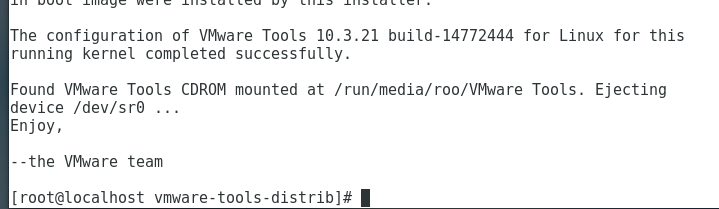 in boot image were installed by this installer.
The configuration of VMware Tools 10.3.21 build-14772444 for Linux for this
running kernel completed successfully.
Found VMware Tools CDROM mounted at /run/media/roo/VMware Tools. Ejecting
device /dev/sr0 ...
Enjoy,
--the VMware team
[root@localhost vmware-tools-distrib]#